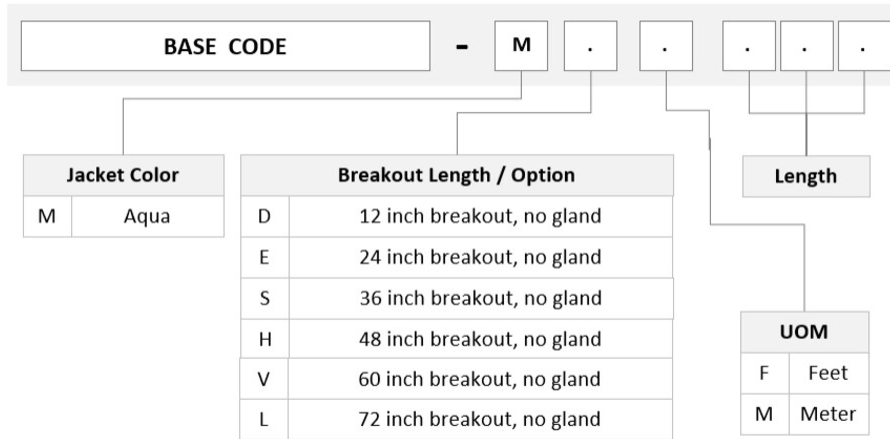 BASE CODE - M . . . . .
Jacket Color
M Aqua
Breakout Length / Option
D 12 inch breakout, no gland
E 24 inch breakout, no gland
S 36 inch breakout, no gland
H 48 inch breakout, no gland
V 60 inch breakout, no gland
L 72 inch breakout, no gland
Length
UOM
F Feet
M Meter